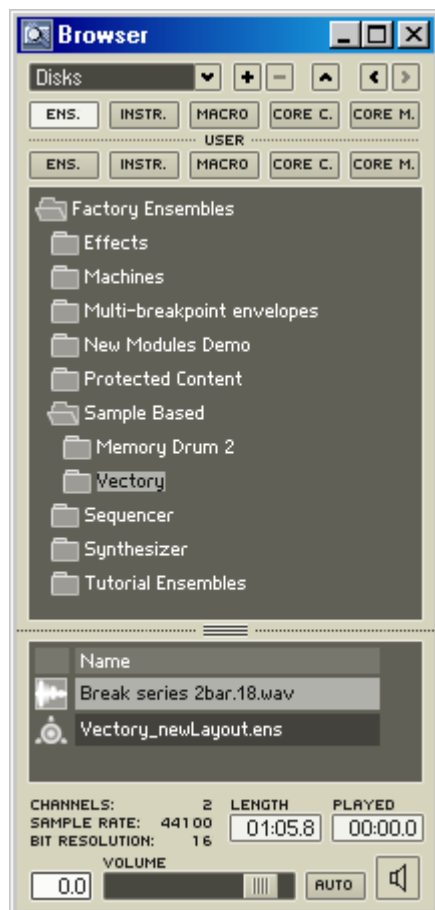 Browser
Disks
ENS. INSTR. MACRO CORE C. CORE M.
USER
ENS. INSTR. MACRO CORE C. CORE M.
Factory Ensembles
Effects
Machines
Multi-breakpoint envelopes
New Modules Demo
Protected Content
Sample Based
Memory Drum 2
Vectory
Sequencer
Synthesizer
Tutorial Ensembles
Name
Break series 2bar.18.wav
Vectory_newLayout.ens
CHANNELS: 2 LENGTH PLAYED
SAMPLE RATE: 44100 01:05.8 00:00.0
BIT RESOLUTION: 16
VOLUME
0.0 AUTO